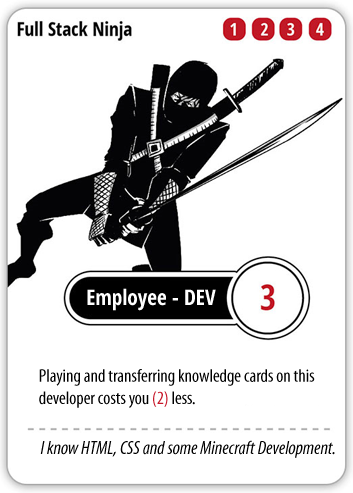 Full Stack Ninja 1 2 3 4
Employee - DEV 3
Playing and transferring knowledge cards on this
developer costs you (2) less.
I know HTML, CSS and some Minecraft Development.